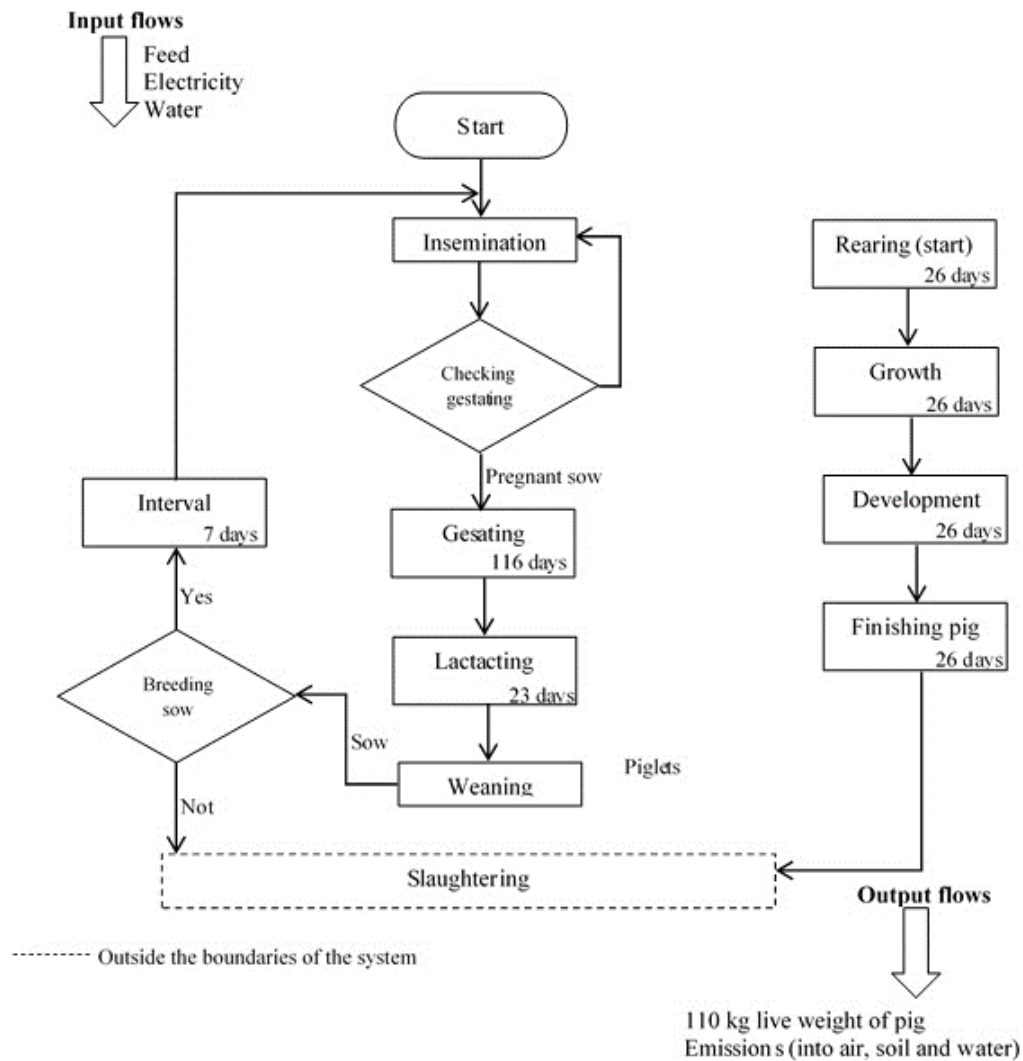 Input flows
Feed
Electricity
Water
Start
Insemination
Checking
gestating
Pregnant sow
Gesating
116 days
Lactacting
23 days
Weaning
Sow
Piglets
Breeding
sow
Yes
Not
Interval
7 days
Rearing (start)
26 days
Growth
26 days
Development
26 days
Finishing pig
26 days
Slaughtering
Output flows
110 kg live weight of pig
Emissions (into air, soil and water)
Outside the boundaries of the system